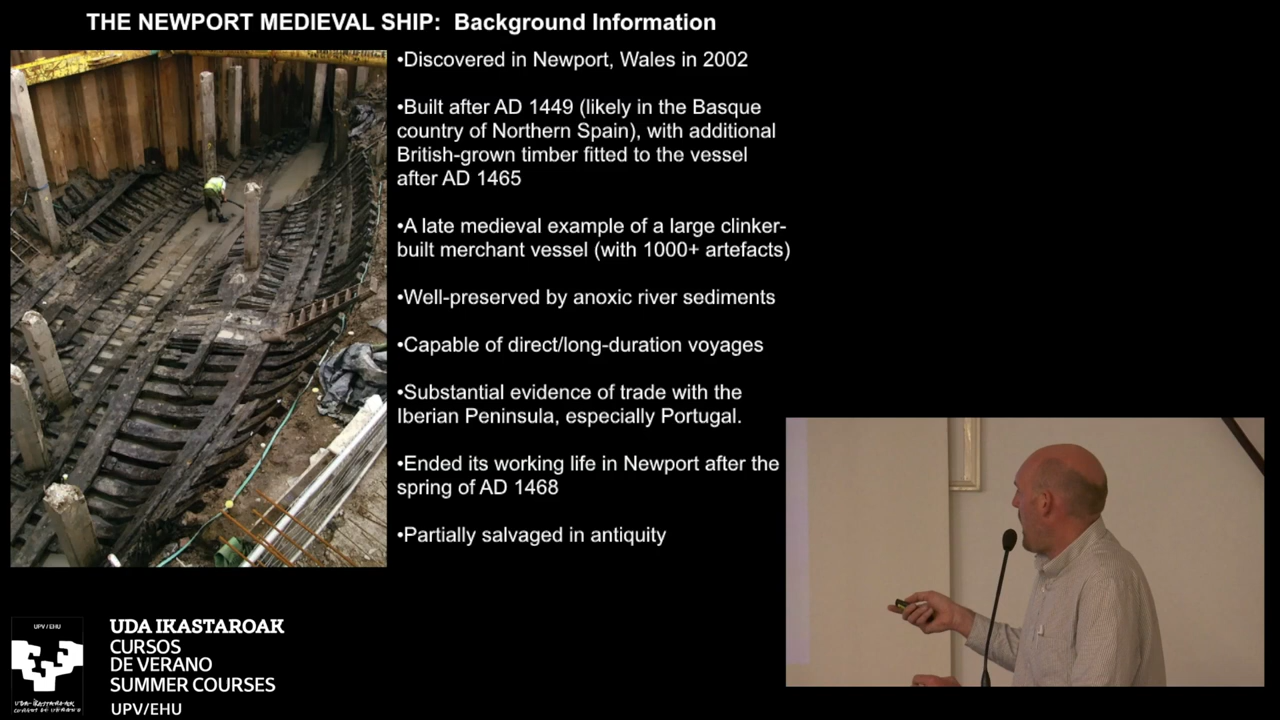 THE NEWPORT MEDIEVAL SHIP: Background Information
•Discovered in Newport, Wales in 2002
•Built after AD 1449 (likely in the Basque
country of Northern Spain), with additional
British-grown timber fitted to the vessel
after AD 1465
•A late medieval example of a large clinker-
built merchant vessel (with 1000+ artefacts)
•Well-preserved by anoxic river sediments
•Capable of direct/long-duration voyages
•Substantial evidence of trade with the
Iberian Peninsula, especially Portugal.
•Ended its working life in Newport after the
spring of AD 1468
•Partially salvaged in antiquity
UPV/EHU
UDA IKASTAROAK
CURSOS
DE VERANO
SUMMER COURSES
UPV/EHU
UDA-IKASTAROAK
CURSOS DE VERANO